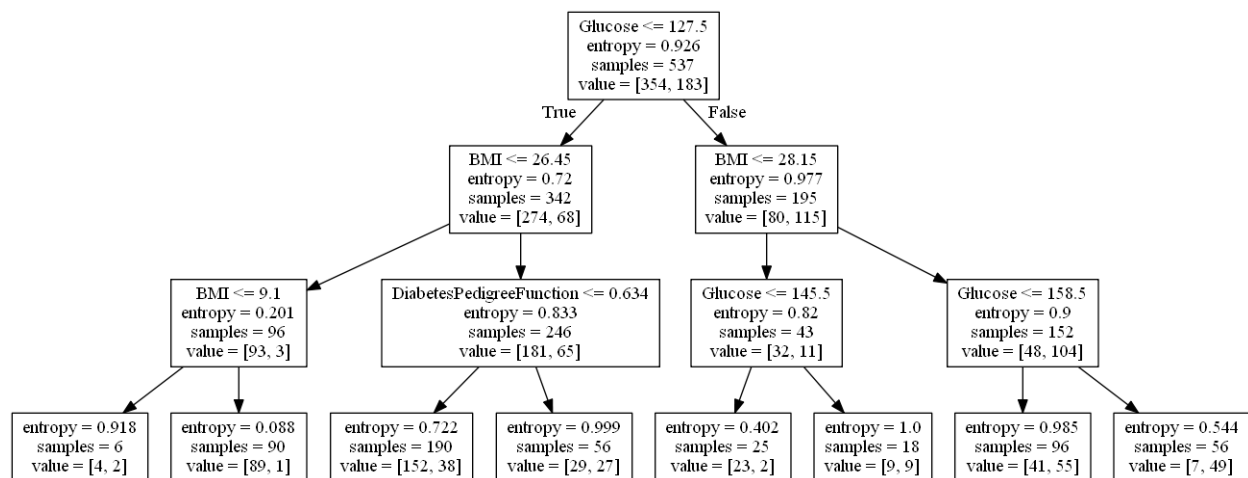 Glucose <= 127.5
entropy = 0.926
samples = 537
value = [354, 183]
True
False
BMI <= 26.45
entropy = 0.72
samples = 342
value = [274, 68]
BMI <= 28.15
entropy = 0.977
samples = 195
value = [80, 115]
BMI <= 9.1
entropy = 0.201
samples = 96
value = [93, 3]
DiabetesPedigreeFunction <= 0.634
entropy = 0.833
samples = 246
value = [181, 65]
Glucose <= 145.5
entropy = 0.82
samples = 43
value = [32, 11]
Glucose <= 158.5
entropy = 0.9
samples = 152
value = [48, 104]
entropy = 0.918
samples = 6
value = [4, 2]
entropy = 0.088
samples = 90
value = [89, 1]
entropy = 0.722
samples = 190
value = [152, 38]
entropy = 0.999
samples = 56
value = [29, 27]
entropy = 0.402
samples = 25
value = [23, 2]
entropy = 1.0
samples = 18
value = [9, 9]
entropy = 0.985
samples = 96
value = [41, 55]
entropy = 0.544
samples = 56
value = [7, 49]